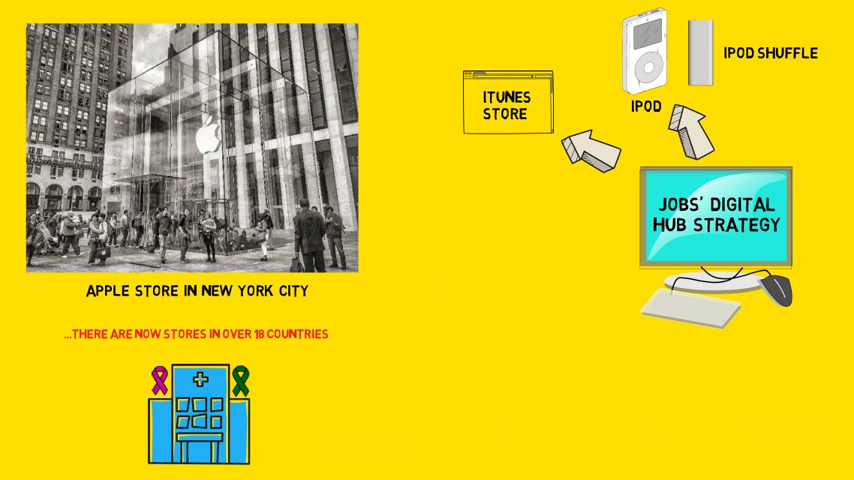 APPLE STORE IN NEW YORK CITY
...THERE ARE NOW STORES IN OVER 18 COUNTRIES
ITUNES
STORE
IPOD
IPOD SHUFFLE
JOBS' DIGITAL
HUB STRATEGY